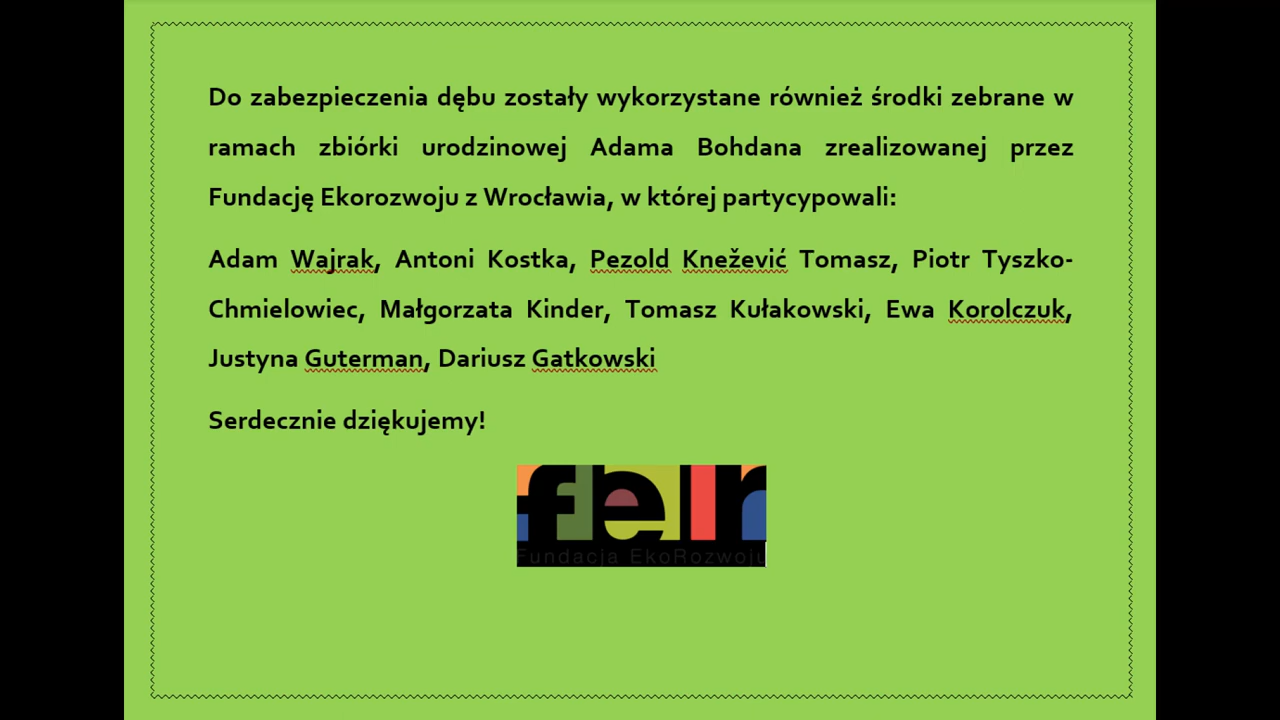 Do zabezpieczenia dębu zostały wykorzystane również środki zebrane w
ramach zbiórki urodzinowej Adama Bohdana zrealizowanej przez
Fundację Ekorozwoju z Wrocławia, w której partycypowali:
Adam Wajrak, Antoni Kostka, Pezold Knežević Tomasz, Piotr Tyszko-
Chmielowiec, Małgorzata Kinder, Tomasz Kułakowski, Ewa Korolczuk,
Justyna Guterman, Dariusz Gatkowski
Serdecznie dziękujemy!
feır
Fundacja EkoRozwoju